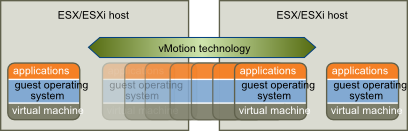 ESX/ESXi host
ESX/ESXi host
vMotion technology
applications
guest operating
system
virtual machine
guest operating
system
applications
guest operating
system
virtual machine
applications
guest operating
system
virtual machine